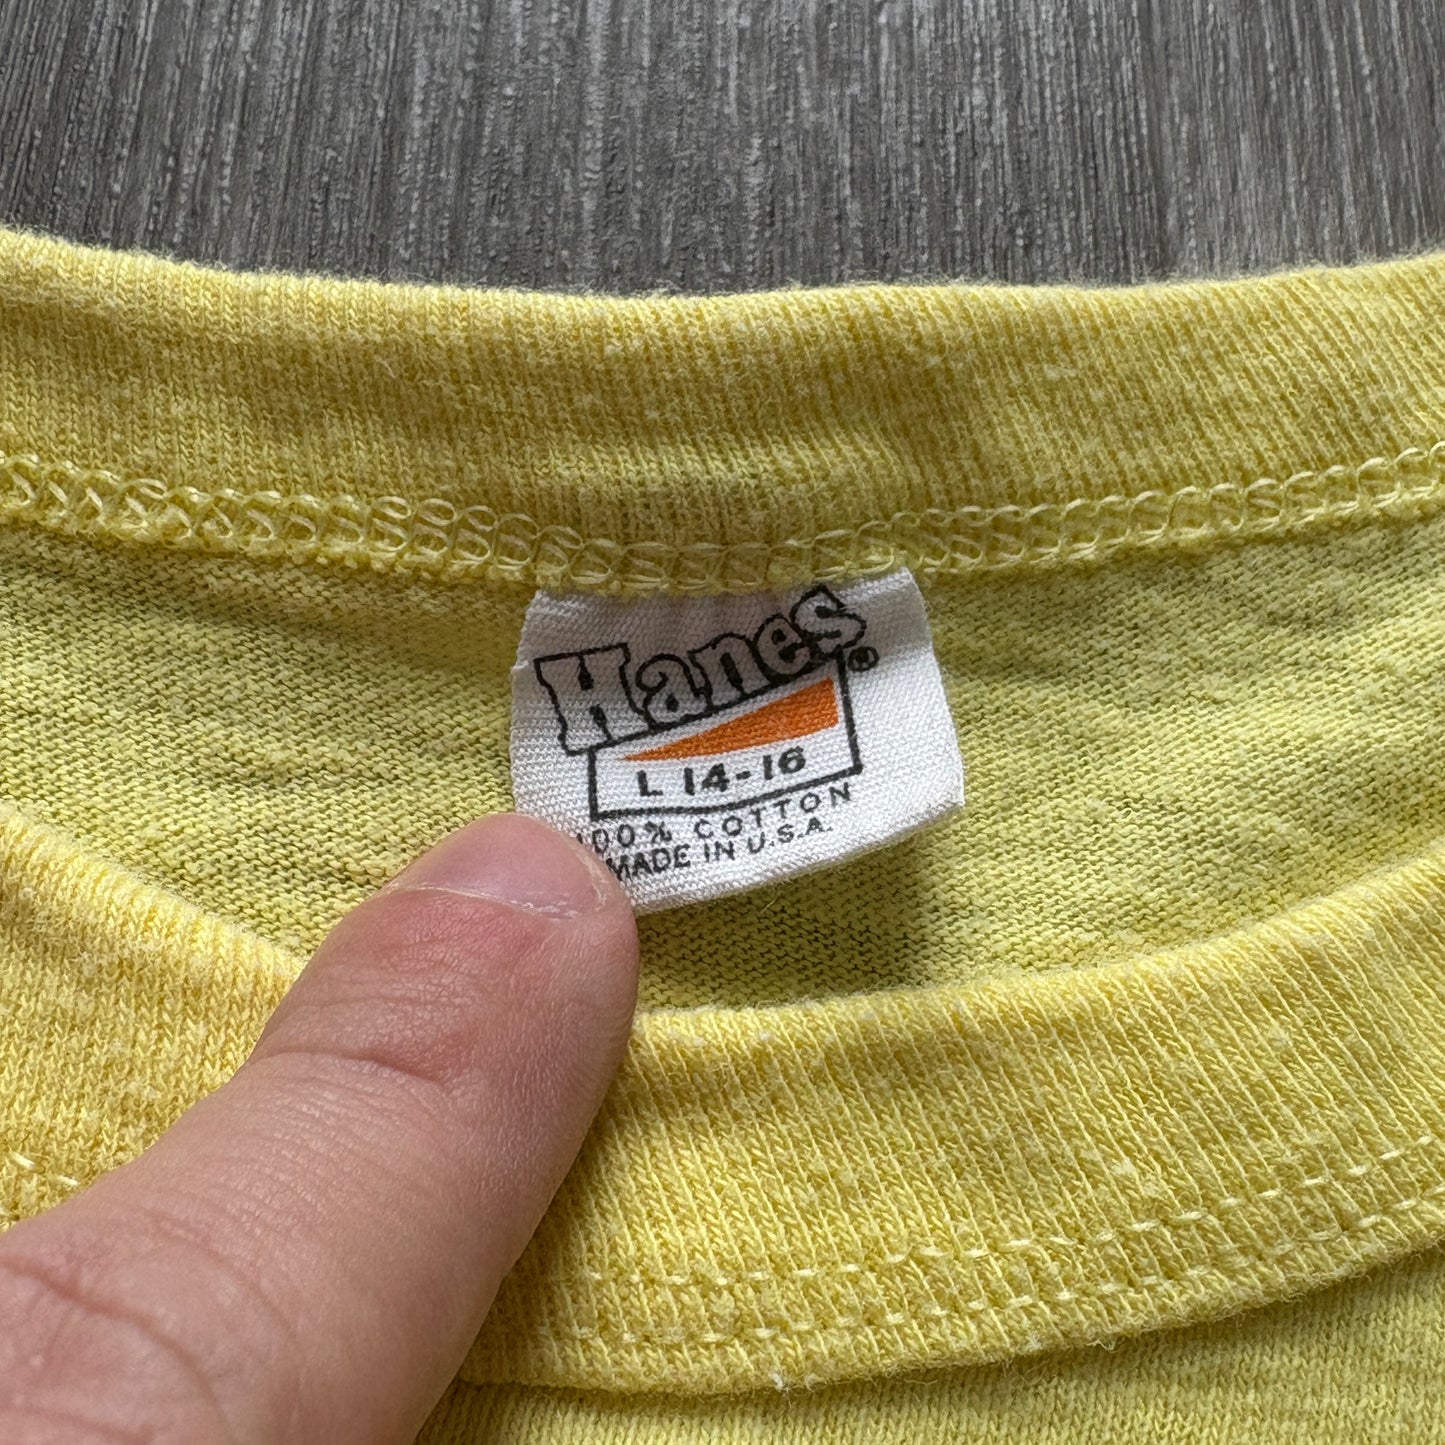 Hanes®
L 14-16
100% COTTON
MADE IN U.S.A.